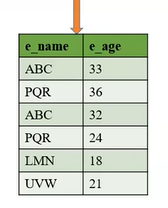 e_name e_age
ABC 33
PQR 36
ABC 32
PQR 24
LMN 18
UVW 21